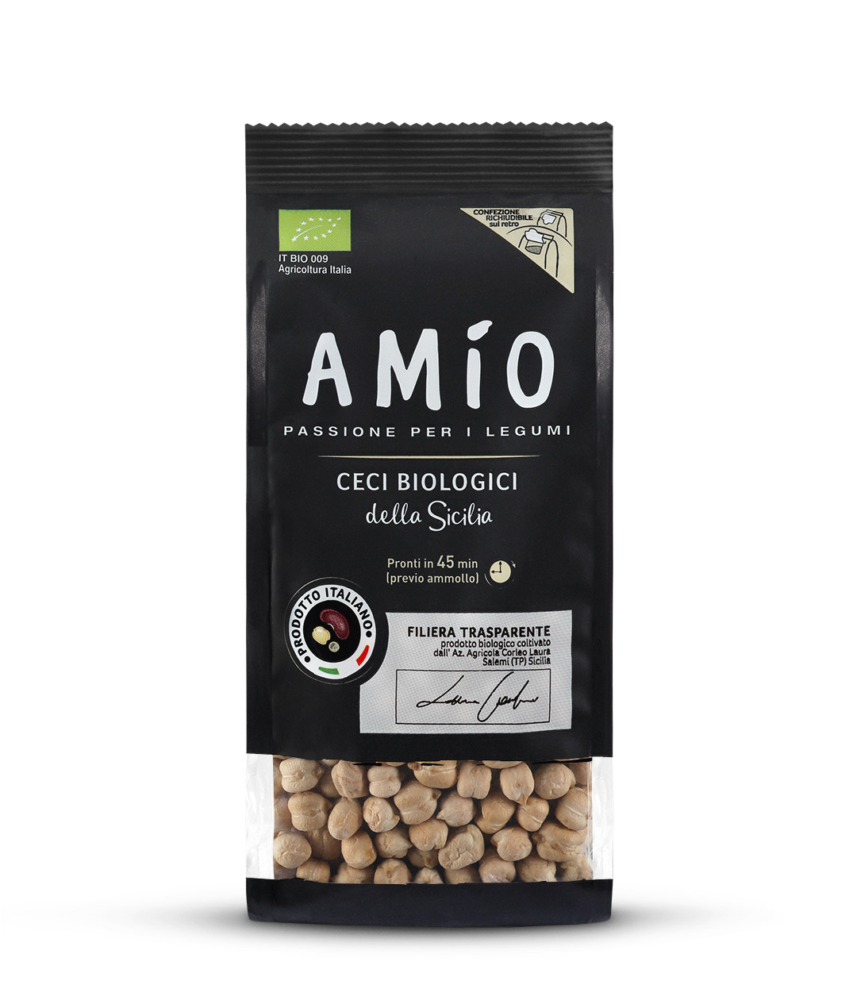 IT BIO 009
Agricoltura Italia
CONFEZIONE
RICHIUDIBILE
sul retro
AMÍO
PASSIONE PER I LEGUMI
CECI BIOLOGICI
della Sicilia
Pronti in 45 min
(previo ammollo)
PRODOTTO ITALIANO
FILIERA TRASPARENTE
prodotto biologico coltivato
dall' Az. Agricola Corleo Laura
Salemi (TP) Sicilia